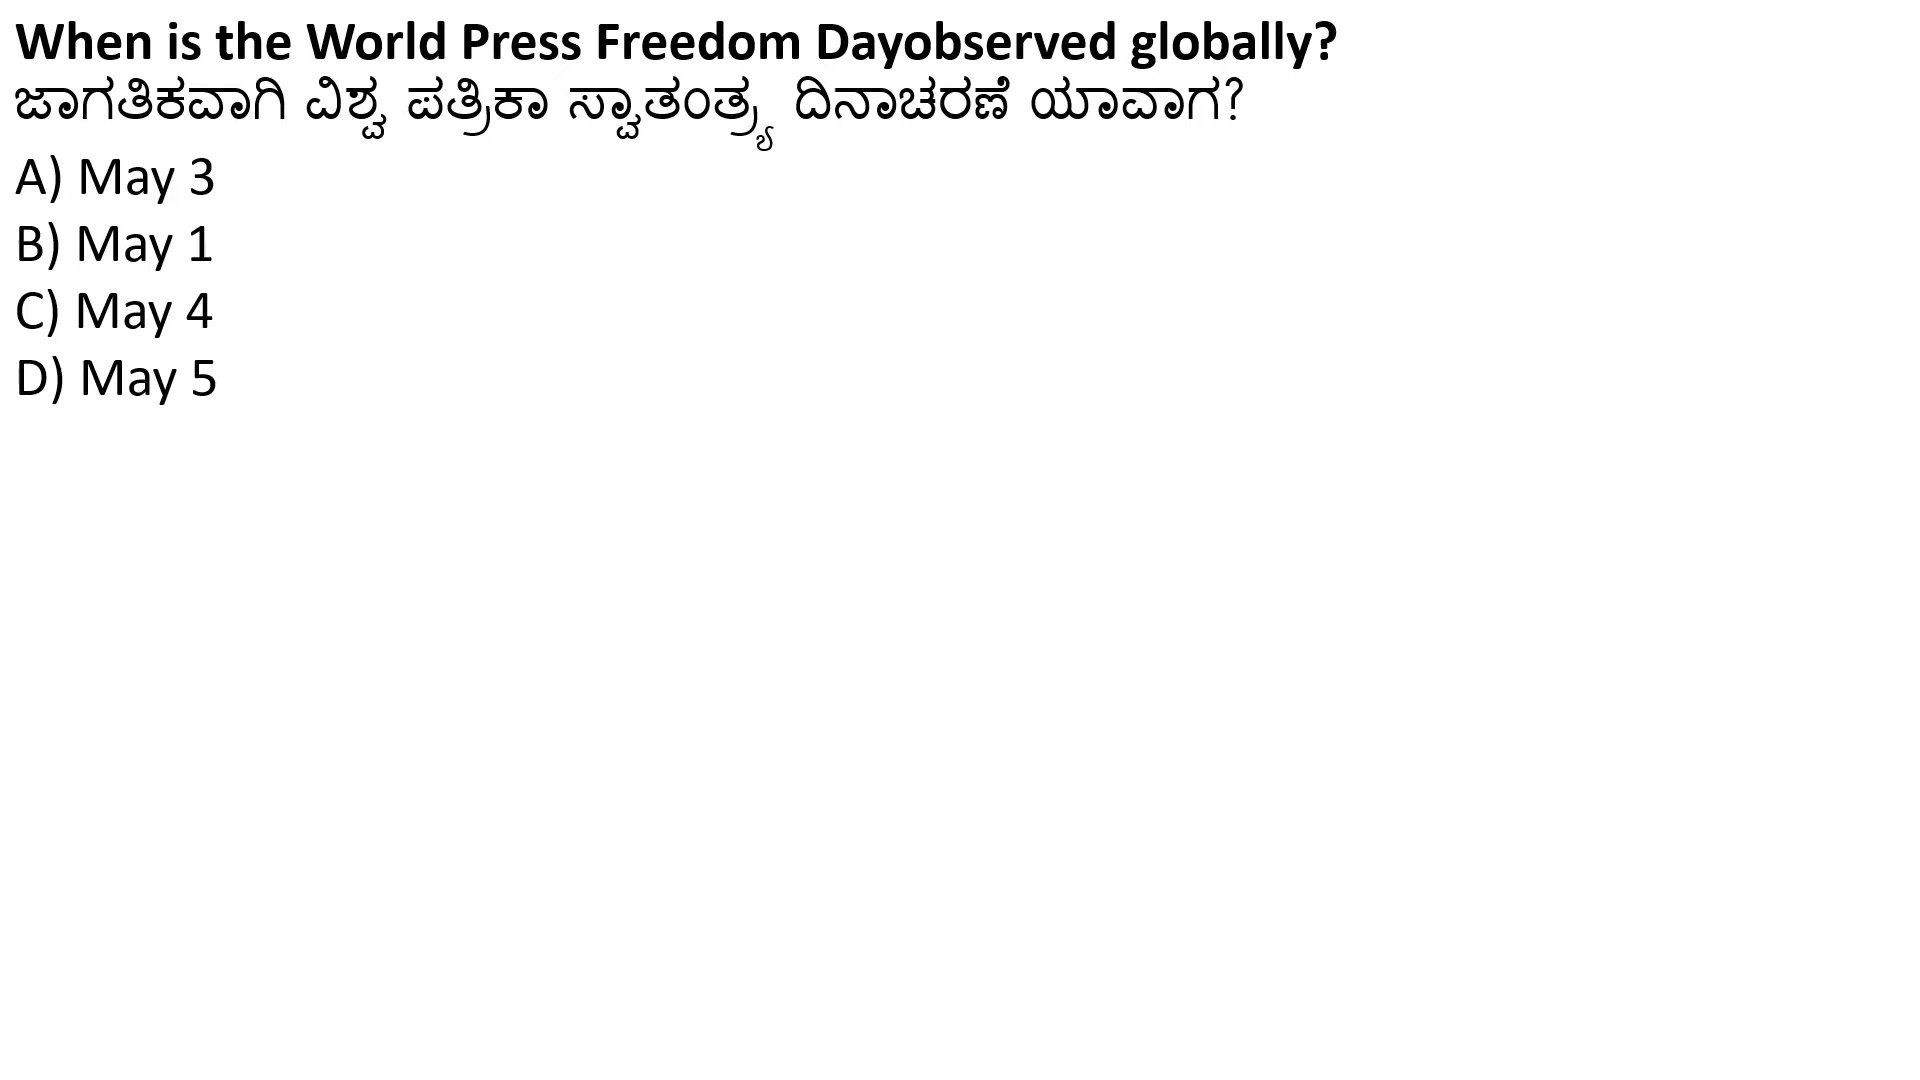 When is the World Press Freedom Dayobserved globally?
ಜಾಗತಿಕವಾಗಿ ವಿಶ್ವ ಪತ್ರಿಕಾ ಸ್ವಾತಂತ್ರ್ಯ ದಿನಾಚರಣೆ ಯಾವಾಗ?
A) May 3
B) May 1
C) May 4
D) May 5